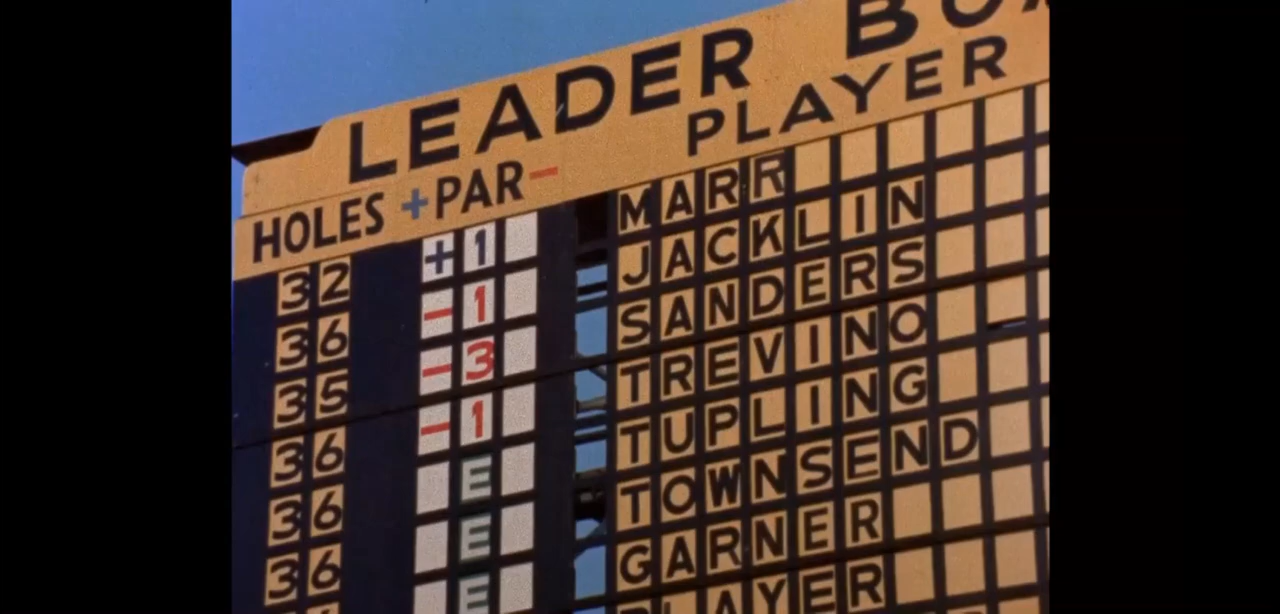 LEADER BO
HOLES +PAR- PLAYER
32 +1 MARR
36 -1 JACKLIN
35 -3 SANDERS
36 -1 TREVINO
36 E TUPLING
36 E TOWNSEND
E GARNER
PLAYER